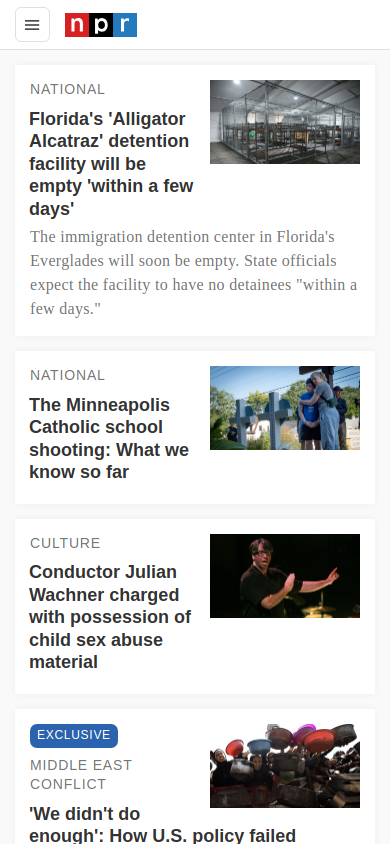 npr
NATIONAL
Florida's 'Alligator
Alcatraz' detention
facility will be
empty 'within a few
days'
The immigration detention center in Florida's
Everglades will soon be empty. State officials
expect the facility to have no detainees "within a
few days."
NATIONAL
The Minneapolis
Catholic school
shooting: What we
know so far
CULTURE
Conductor Julian
Wachner charged
with possession of
child sex abuse
material
EXCLUSIVE
MIDDLE EAST
CONFLICT
'We didn't do
enough': How U.S. policy failed